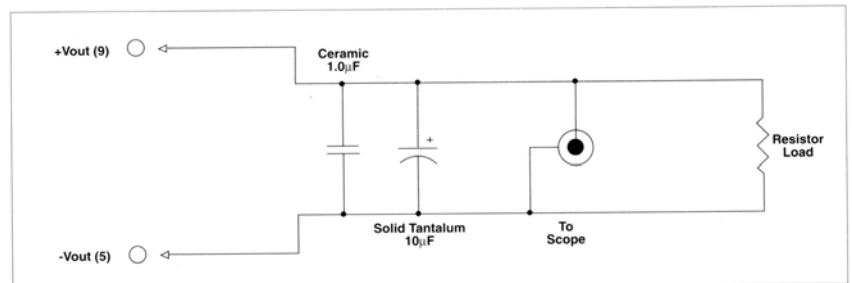 +Vout (9)
Ceramic
1.0μF
+
Resistor
Load
Solid Tantalum
10μF
To
Scope
-Vout (5)